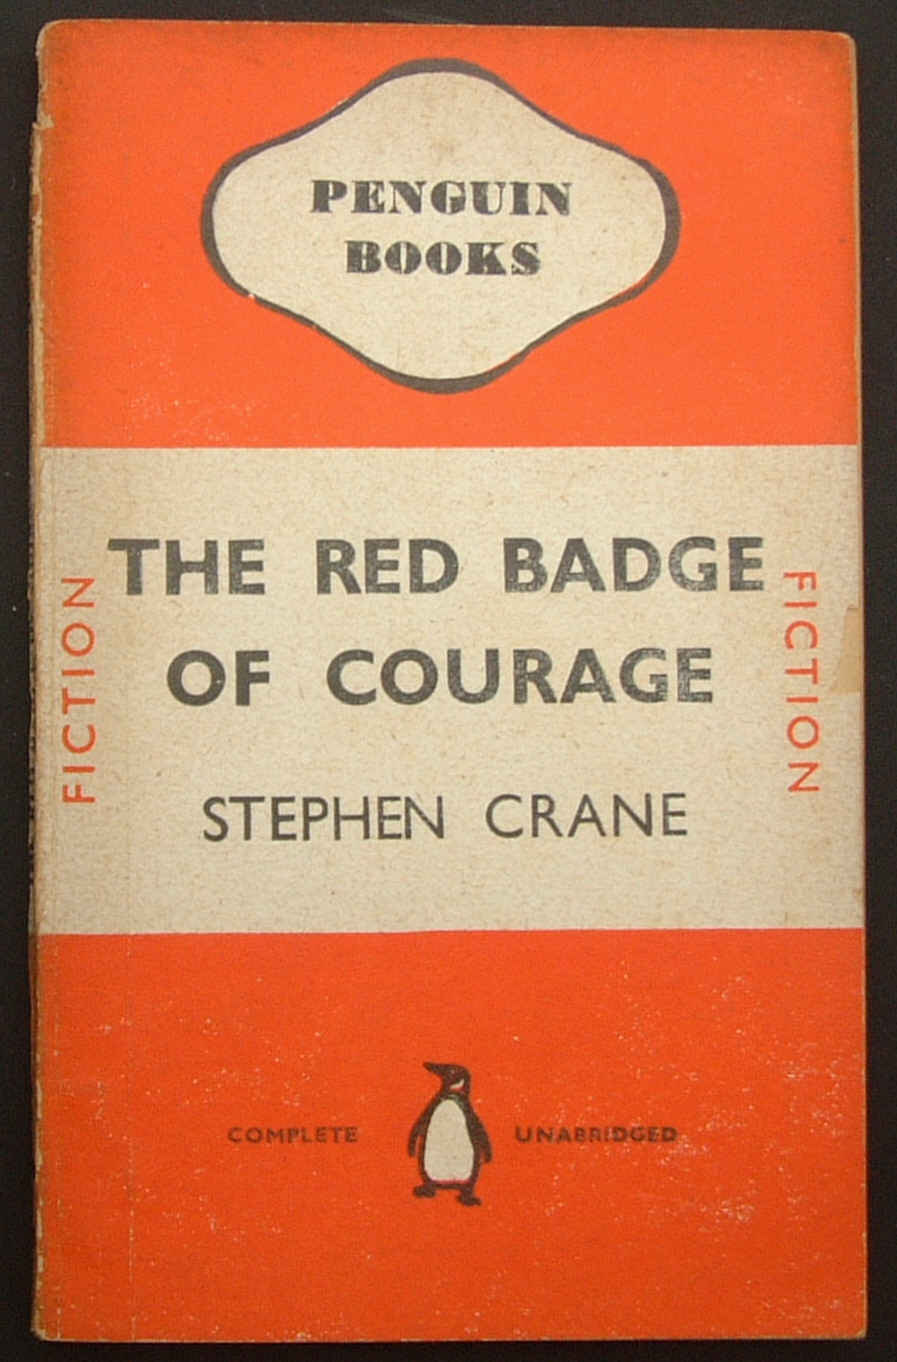 PENGUIN
BOOKS
THE RED BADGE
OF COURAGE
STEPHEN CRANE
FICTION
FICTION
COMPLETE UNABRIDGED